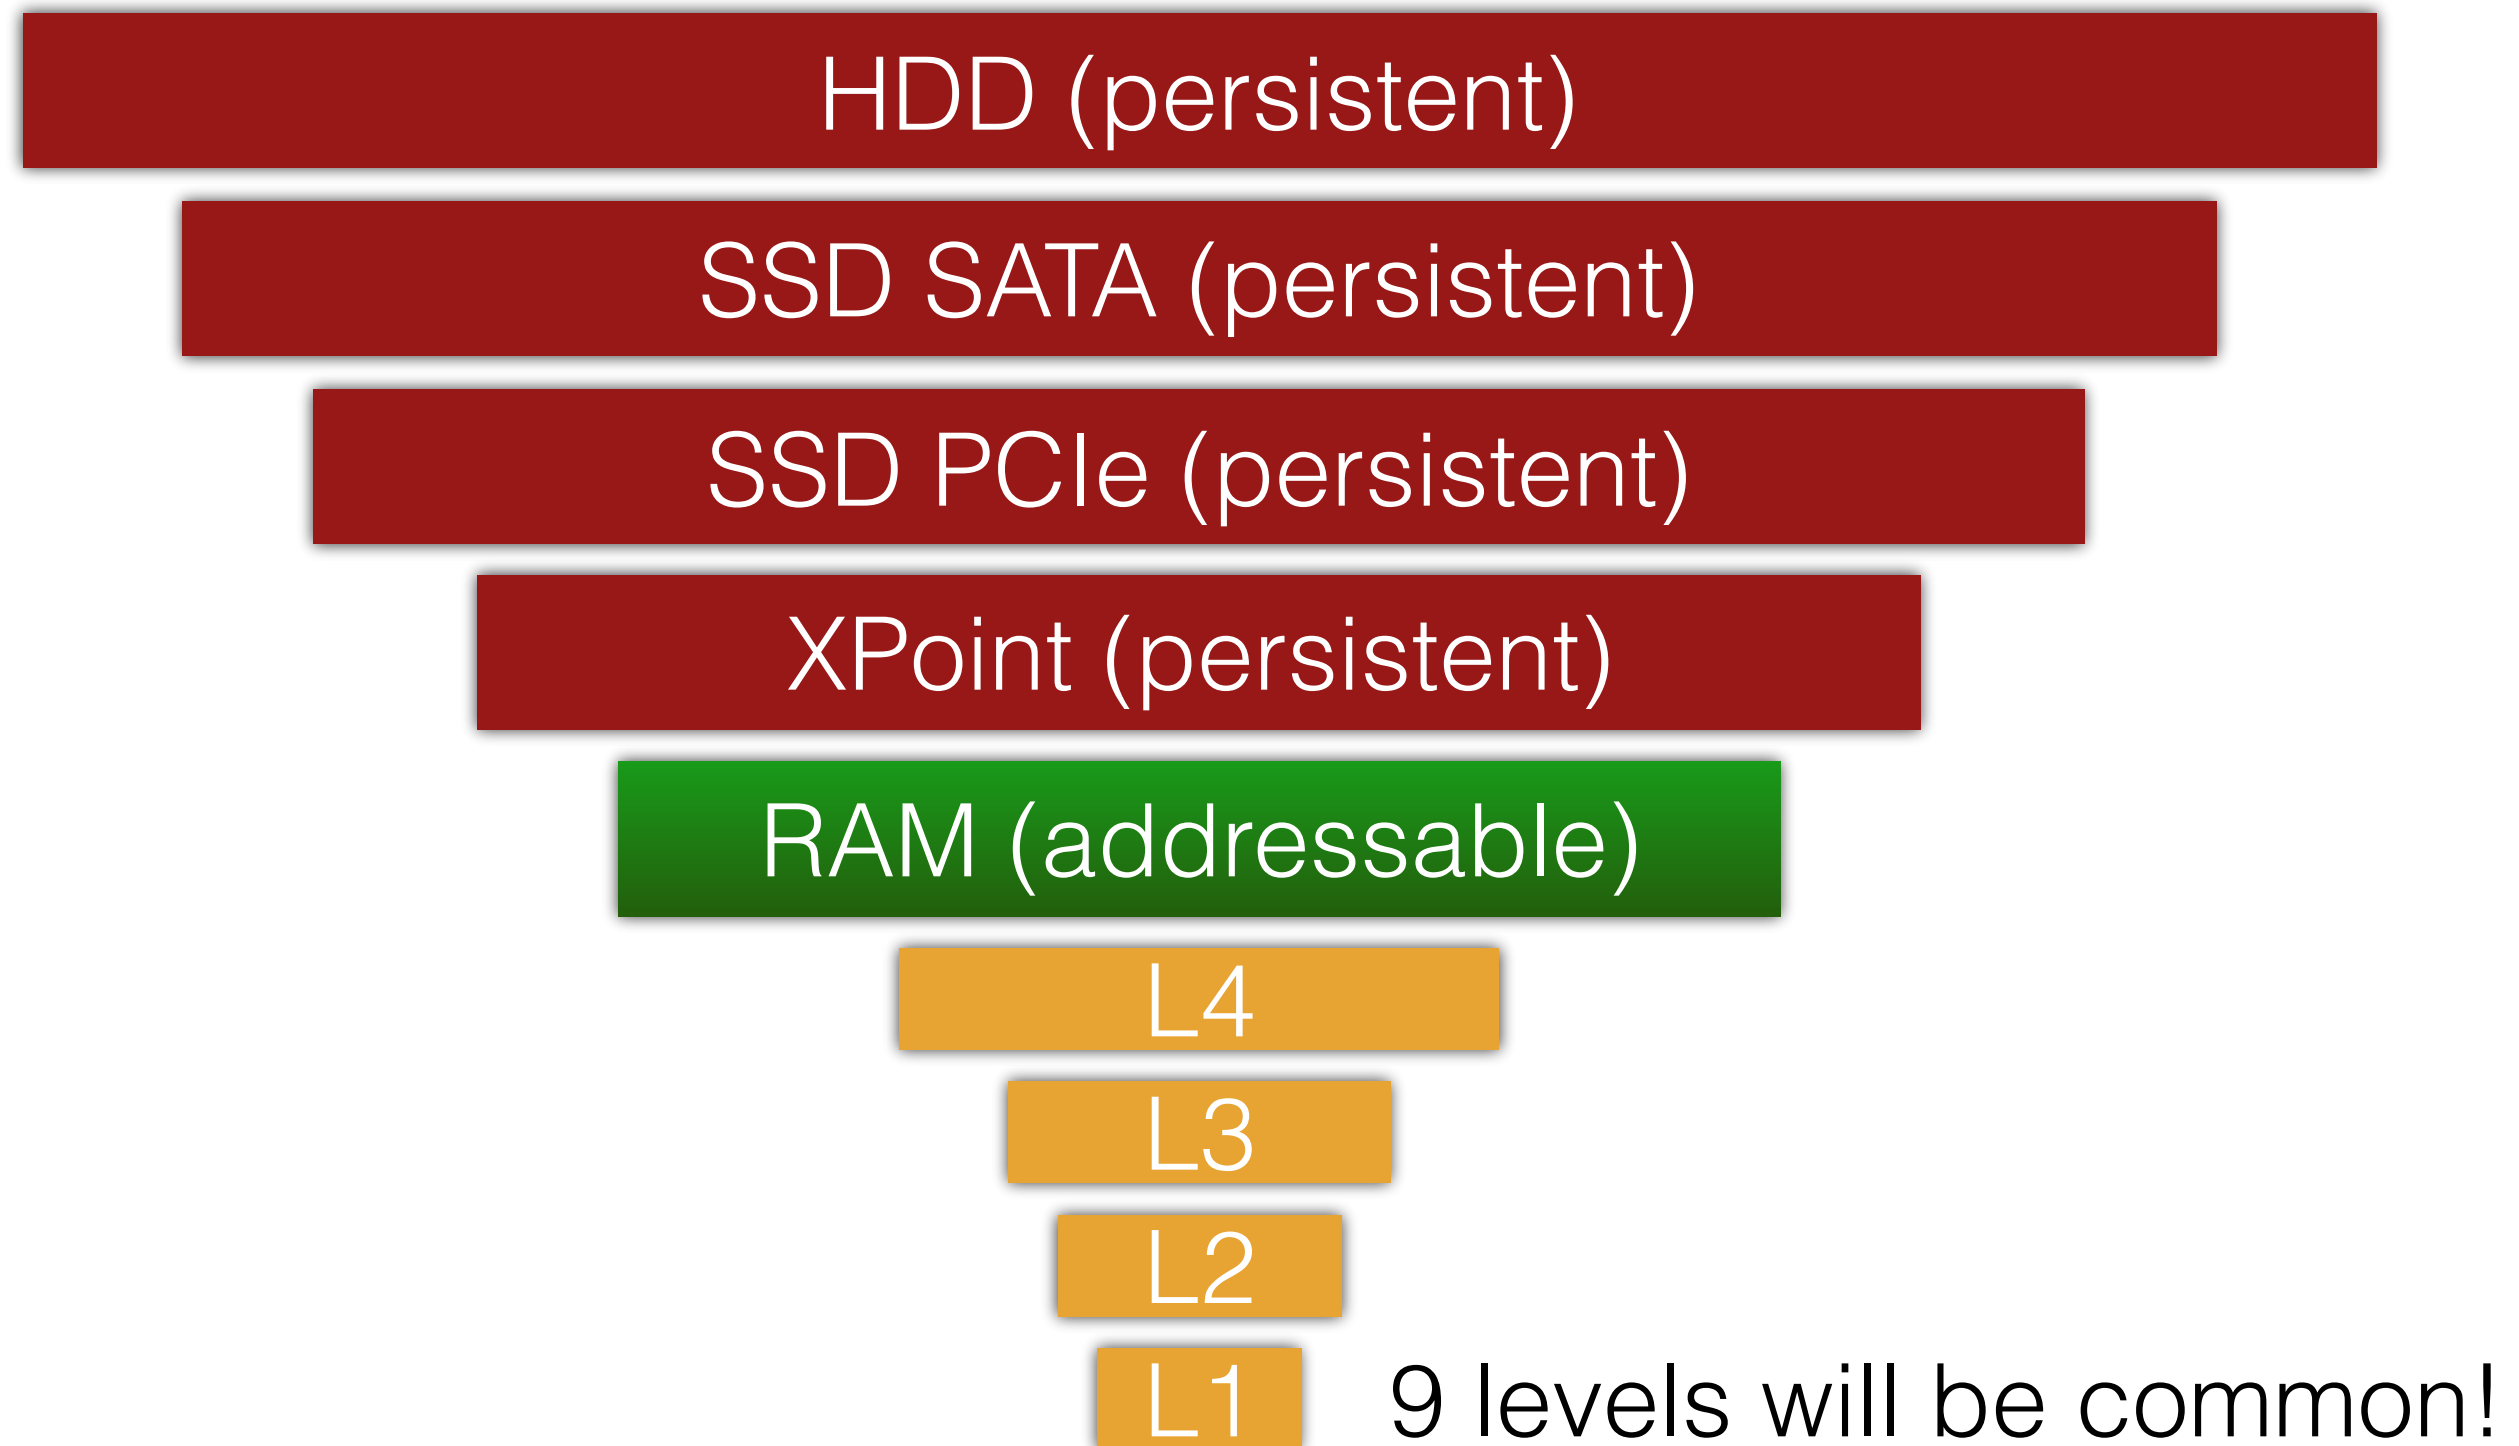 HDD (persistent)
SSD SATA (persistent)
SSD PCIe (persistent)
XPoint (persistent)
RAM (addressable)
L4
L3
L2
L1
9 levels will be common!